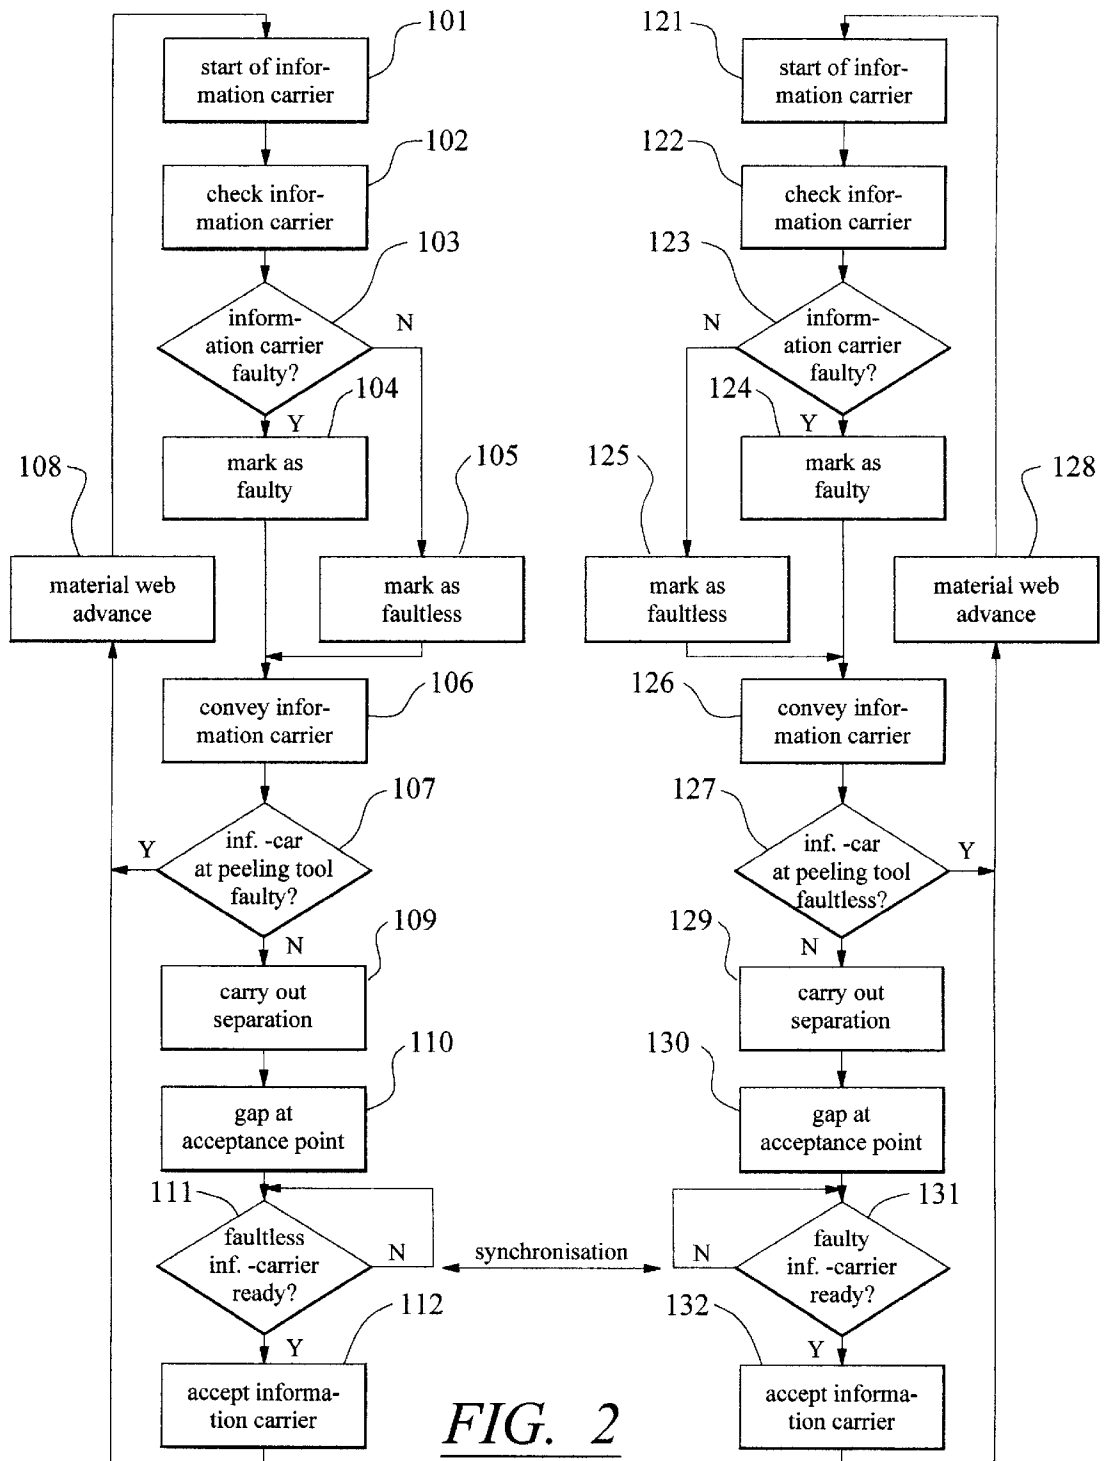 101
start of infor-
mation carrier
102
check infor-
mation carrier
103
inform-
ation carrier
faulty?
N
Y
104
mark as
faulty
105
mark as
faultless
108
material web
advance
106
convey infor-
mation carrier
107
inf. -car
at peeling tool
faulty?
Y
N
109
carry out
separation
110
gap at
acceptance point
111
faultless
inf. -carrier
ready?
N
Y
112
accept informa-
tion carrier
synchronisation
121
start of infor-
mation carrier
122
check infor-
mation carrier
123
inform-
ation carrier
faulty?
N
Y
124
mark as
faulty
125
mark as
faultless
128
material web
advance
126
convey infor-
mation carrier
127
inf. -car
at peeling tool
faultless?
Y
N
129
carry out
separation
130
gap at
acceptance point
131
faulty
inf. -carrier
ready?
N
Y
132
accept informa-
tion carrier
FIG. 2